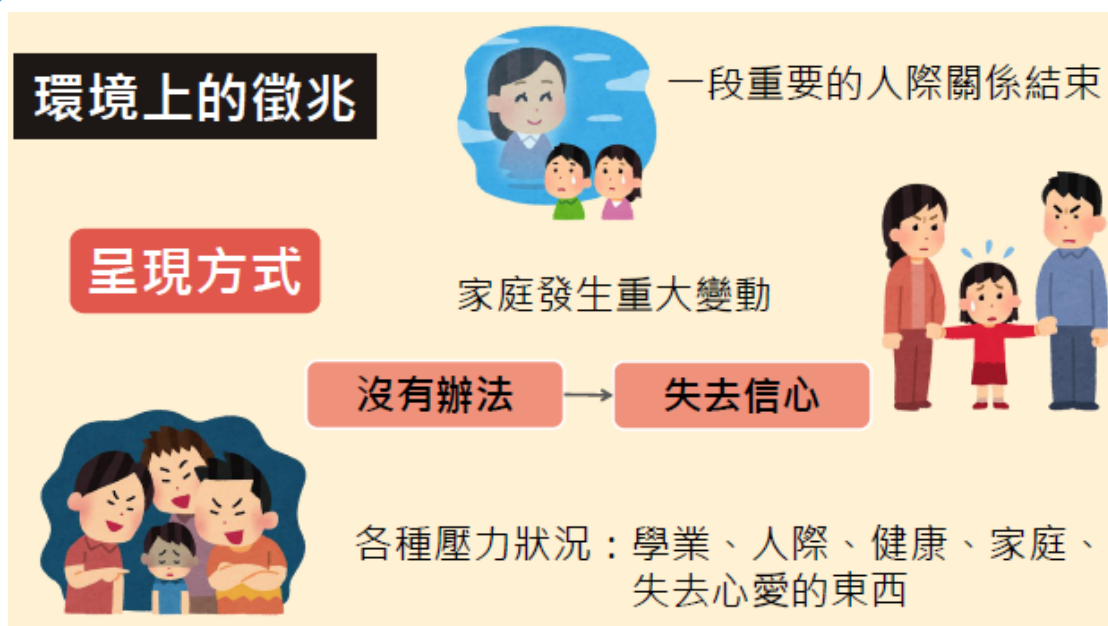 環境上的徵兆
一段重要的人際關係結束
呈現方式
家庭發生重大變動
沒有辦法
失去信心
各種壓力狀況：學業、人際、健康、家庭、
失去心愛的東西